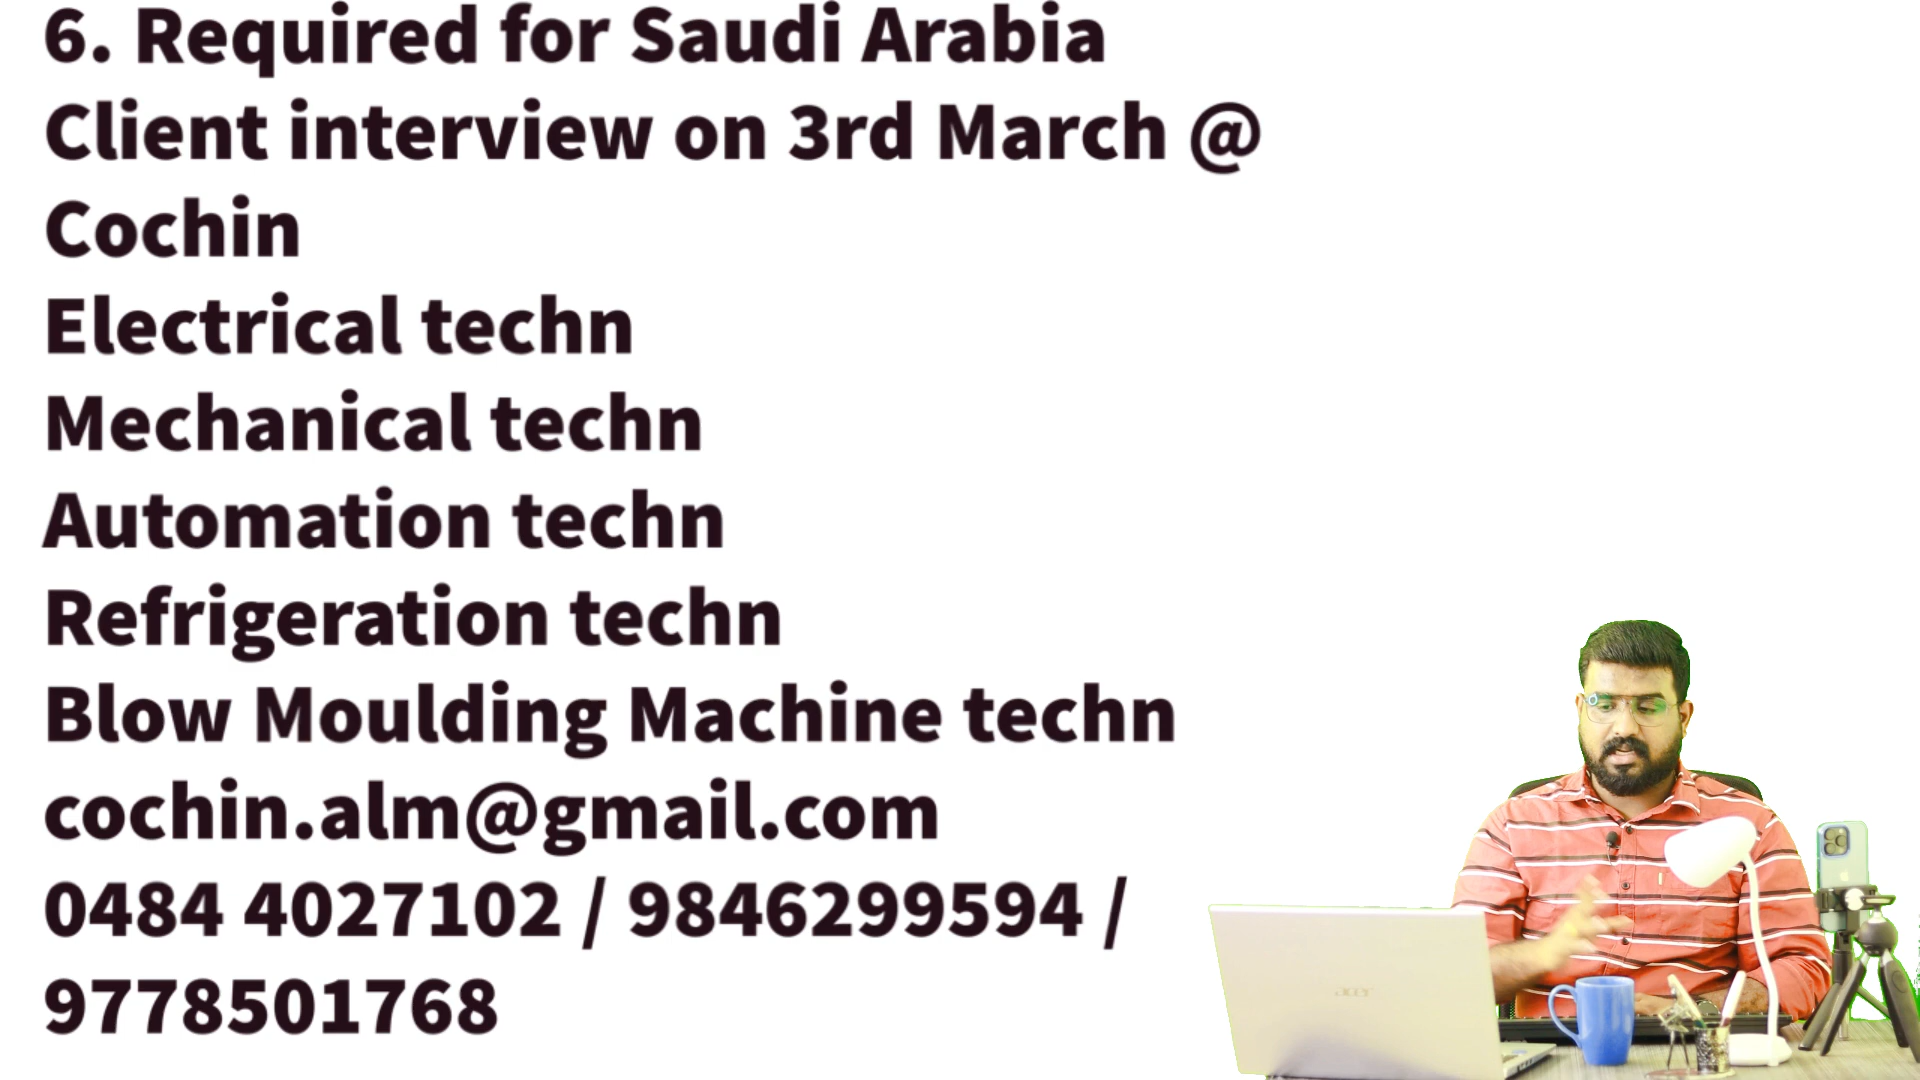 6. Required for Saudi Arabia
Client interview on 3rd March @
Cochin
Electrical techn
Mechanical techn
Automation techn
Refrigeration techn
Blow Moulding Machine techn
cochin.alm@gmail.com
0484 4027102 / 9846299594 /
9778501768
acer